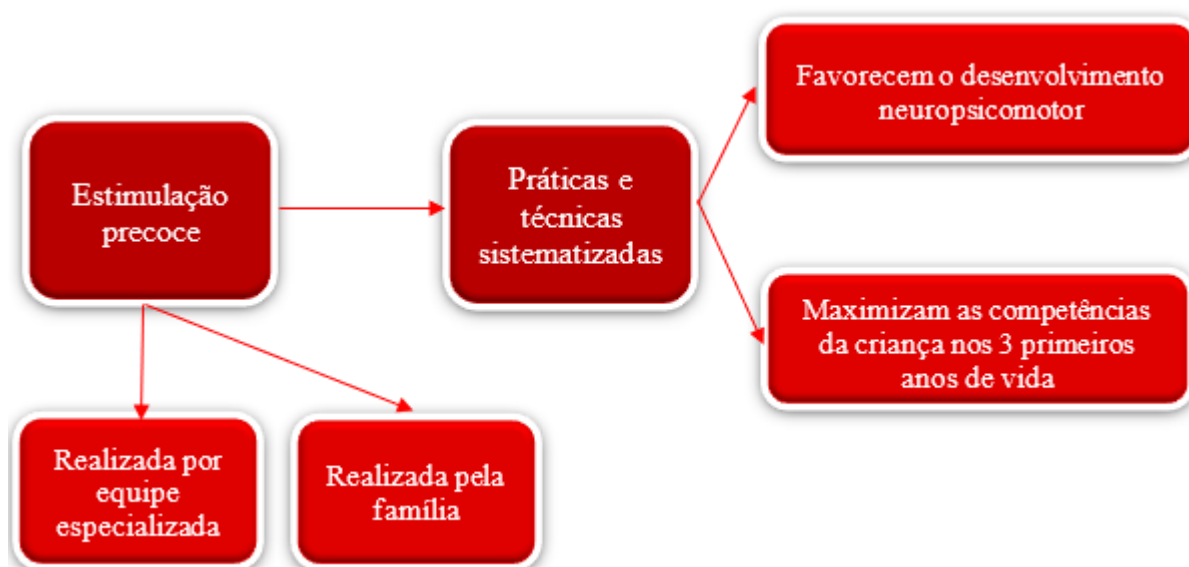 Estimulação
precoce
Práticas e
técnicas
sistematizadas
Favorecem o desenvolvimento
neuropsicomotor
Maximizam as competências
da criança nos 3 primeiros
anos de vida
Realizada por
equipe
especializada
Realizada pela
família